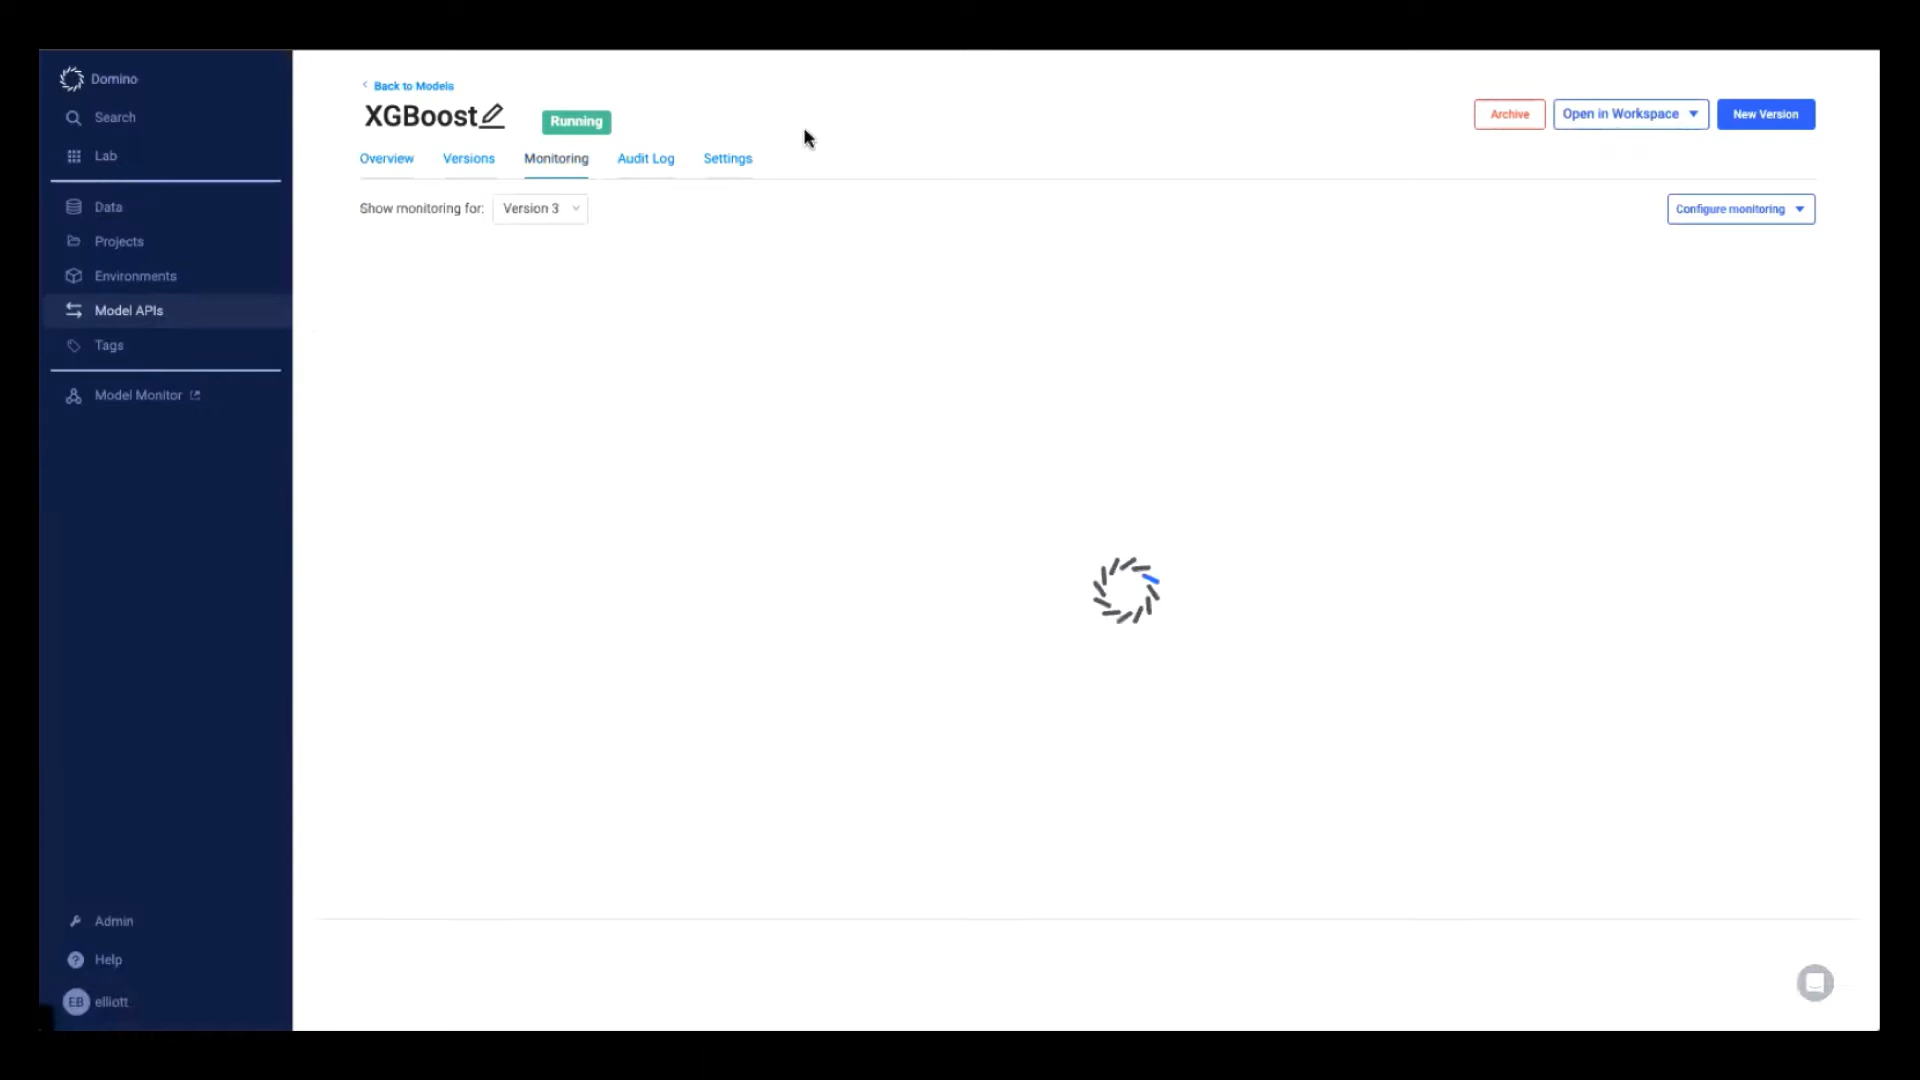 Domino
Search
Lab
Data
Projects
Environments
Model APIs
Tags
Model Monitor
Admin
Help
EB elliott
Back to Models
XGBoost Running
Archive Open in Workspace New Version
Overview Versions Monitoring Audit Log Settings
Show monitoring for: Version 3 Configure monitoring